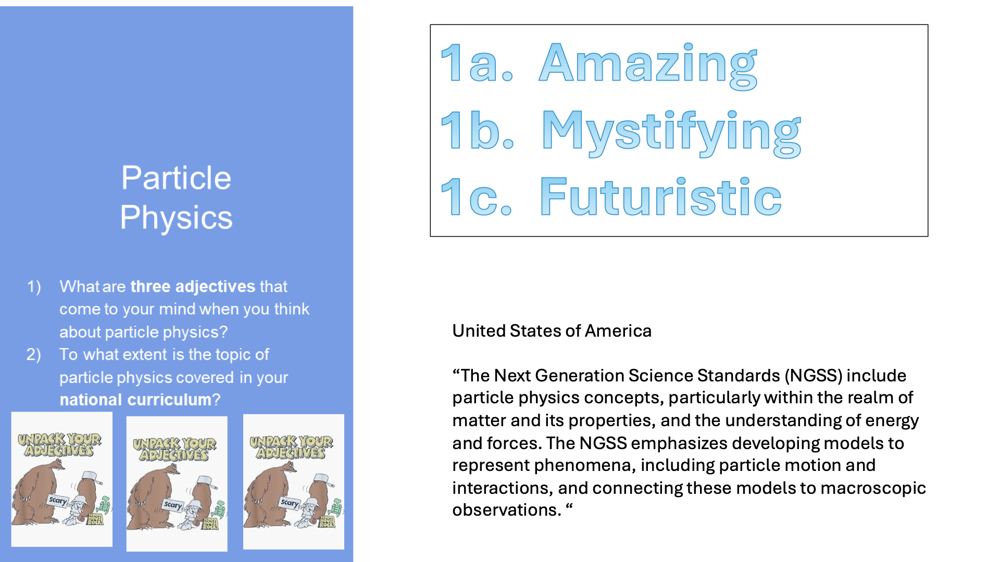 Particle
Physics
1) What are three adjectives that
come to your mind when you think
about particle physics?
2) To what extent is the topic of
particle physics covered in your
national curriculum?
UNPACK YOUR
ADJECTIVES
scary
SCHOOL
HOUSE
ROCK!
UNPACK YOUR
ADJECTIVES
scary
SCHOOL
HOUSE
ROCK!
UNPACK YOUR
ADJECTIVES
scary
SCHOOL
HOUSE
ROCK!
1a. Amazing
1b. Mystifying
1c. Futuristic
United States of America
“The Next Generation Science Standards (NGSS) include
particle physics concepts, particularly within the realm of
matter and its properties, and the understanding of energy
and forces. The NGSS emphasizes developing models to
represent phenomena, including particle motion and
interactions, and connecting these models to macroscopic
observations. “